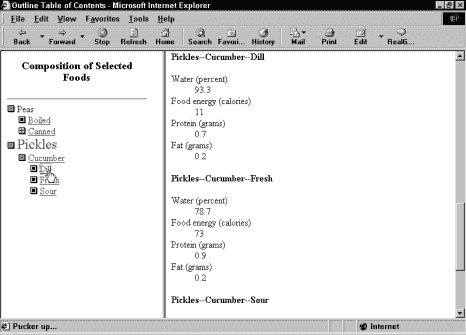 Outline Table of Contents - Microsoft Internet Explorer
File Edit View Favorites Tools Help
Back Forward Stop Refresh Home Search Favori... History Mail Print Edit RealG...
Composition of Selected
Foods
Peas
Boiled
Canned
Pickles
Cucumber
Dill
Fresh
Sour
Pickles--Cucumber--Dill
Water (percent)
93.3
Food energy (calories)
11
Protein (grams)
0.7
Fat (grams)
0.2
Pickles--Cucumber--Fresh
Water (percent)
78.7
Food energy (calories)
73
Protein (grams)
0.9
Fat (grams)
0.2
Pickles--Cucumber--Sour
Pucker up...
Internet